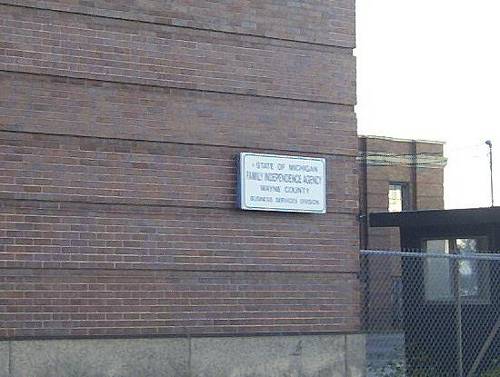 STATE OF MICHIGAN
FAMILY INDEPENDENCE AGENCY
WAYNE COUNTY
BUSINESS SERVICES DIVISION